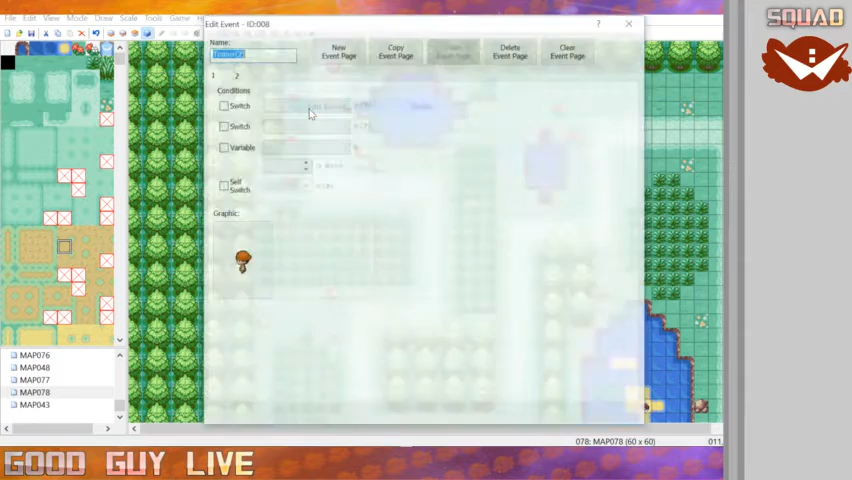 File Edit View Mode Draw Scale Tools Game
Edit Event - ID:008
SQUAD
Name:
New
Event Page
Copy
Event Page
Delete
Event Page
Clear
Event Page
1 2
Conditions
Switch
Switch
Variable
Self
Switch
Graphic:
MAP076
MAP048
MAP077
MAP078
MAP043
078: MAP078 (60 x 60)
011,
GOOD GUY LIVE